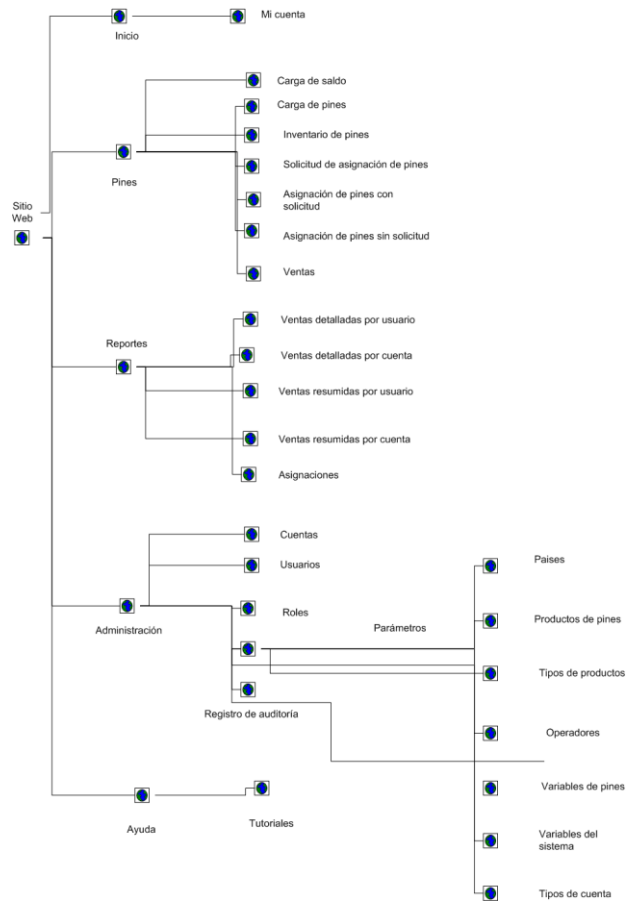 Mi cuenta
Inicio
Carga de saldo
Carga de pines
Inventario de pines
Solicitud de asignación de pines
Pines
Asignación de pines con
solicitud
Sitio
Web
Asignación de pines sin solicitud
Ventas
Ventas detalladas por usuario
Reportes
Ventas detalladas por cuenta
Ventas resumidas por usuario
Ventas resumidas por cuenta
Asignaciones
Cuentas
Usuarios
Paises
Roles
Administración
Parámetros
Productos de pines
Tipos de productos
Registro de auditoría
Operadores
Variables de pines
Ayuda
Tutoriales
Variables del
sistema
Tipos de cuenta